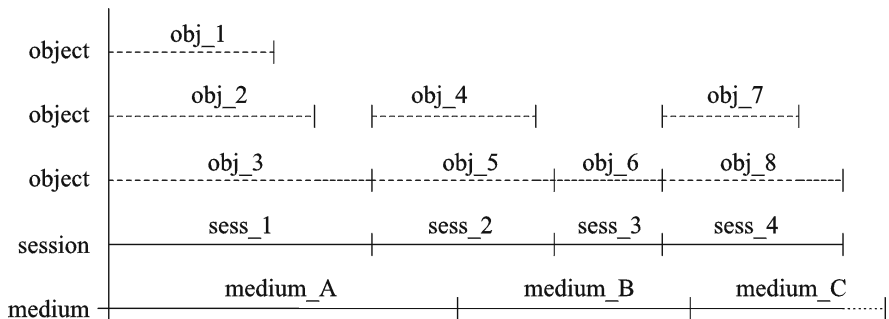 obj_1
object
obj_2 obj_4 obj_7
object
obj_3 obj_5 obj_6 obj_8
object
sess_1 sess_2 sess_3 sess_4
session
medium_A medium_B medium_C
medium